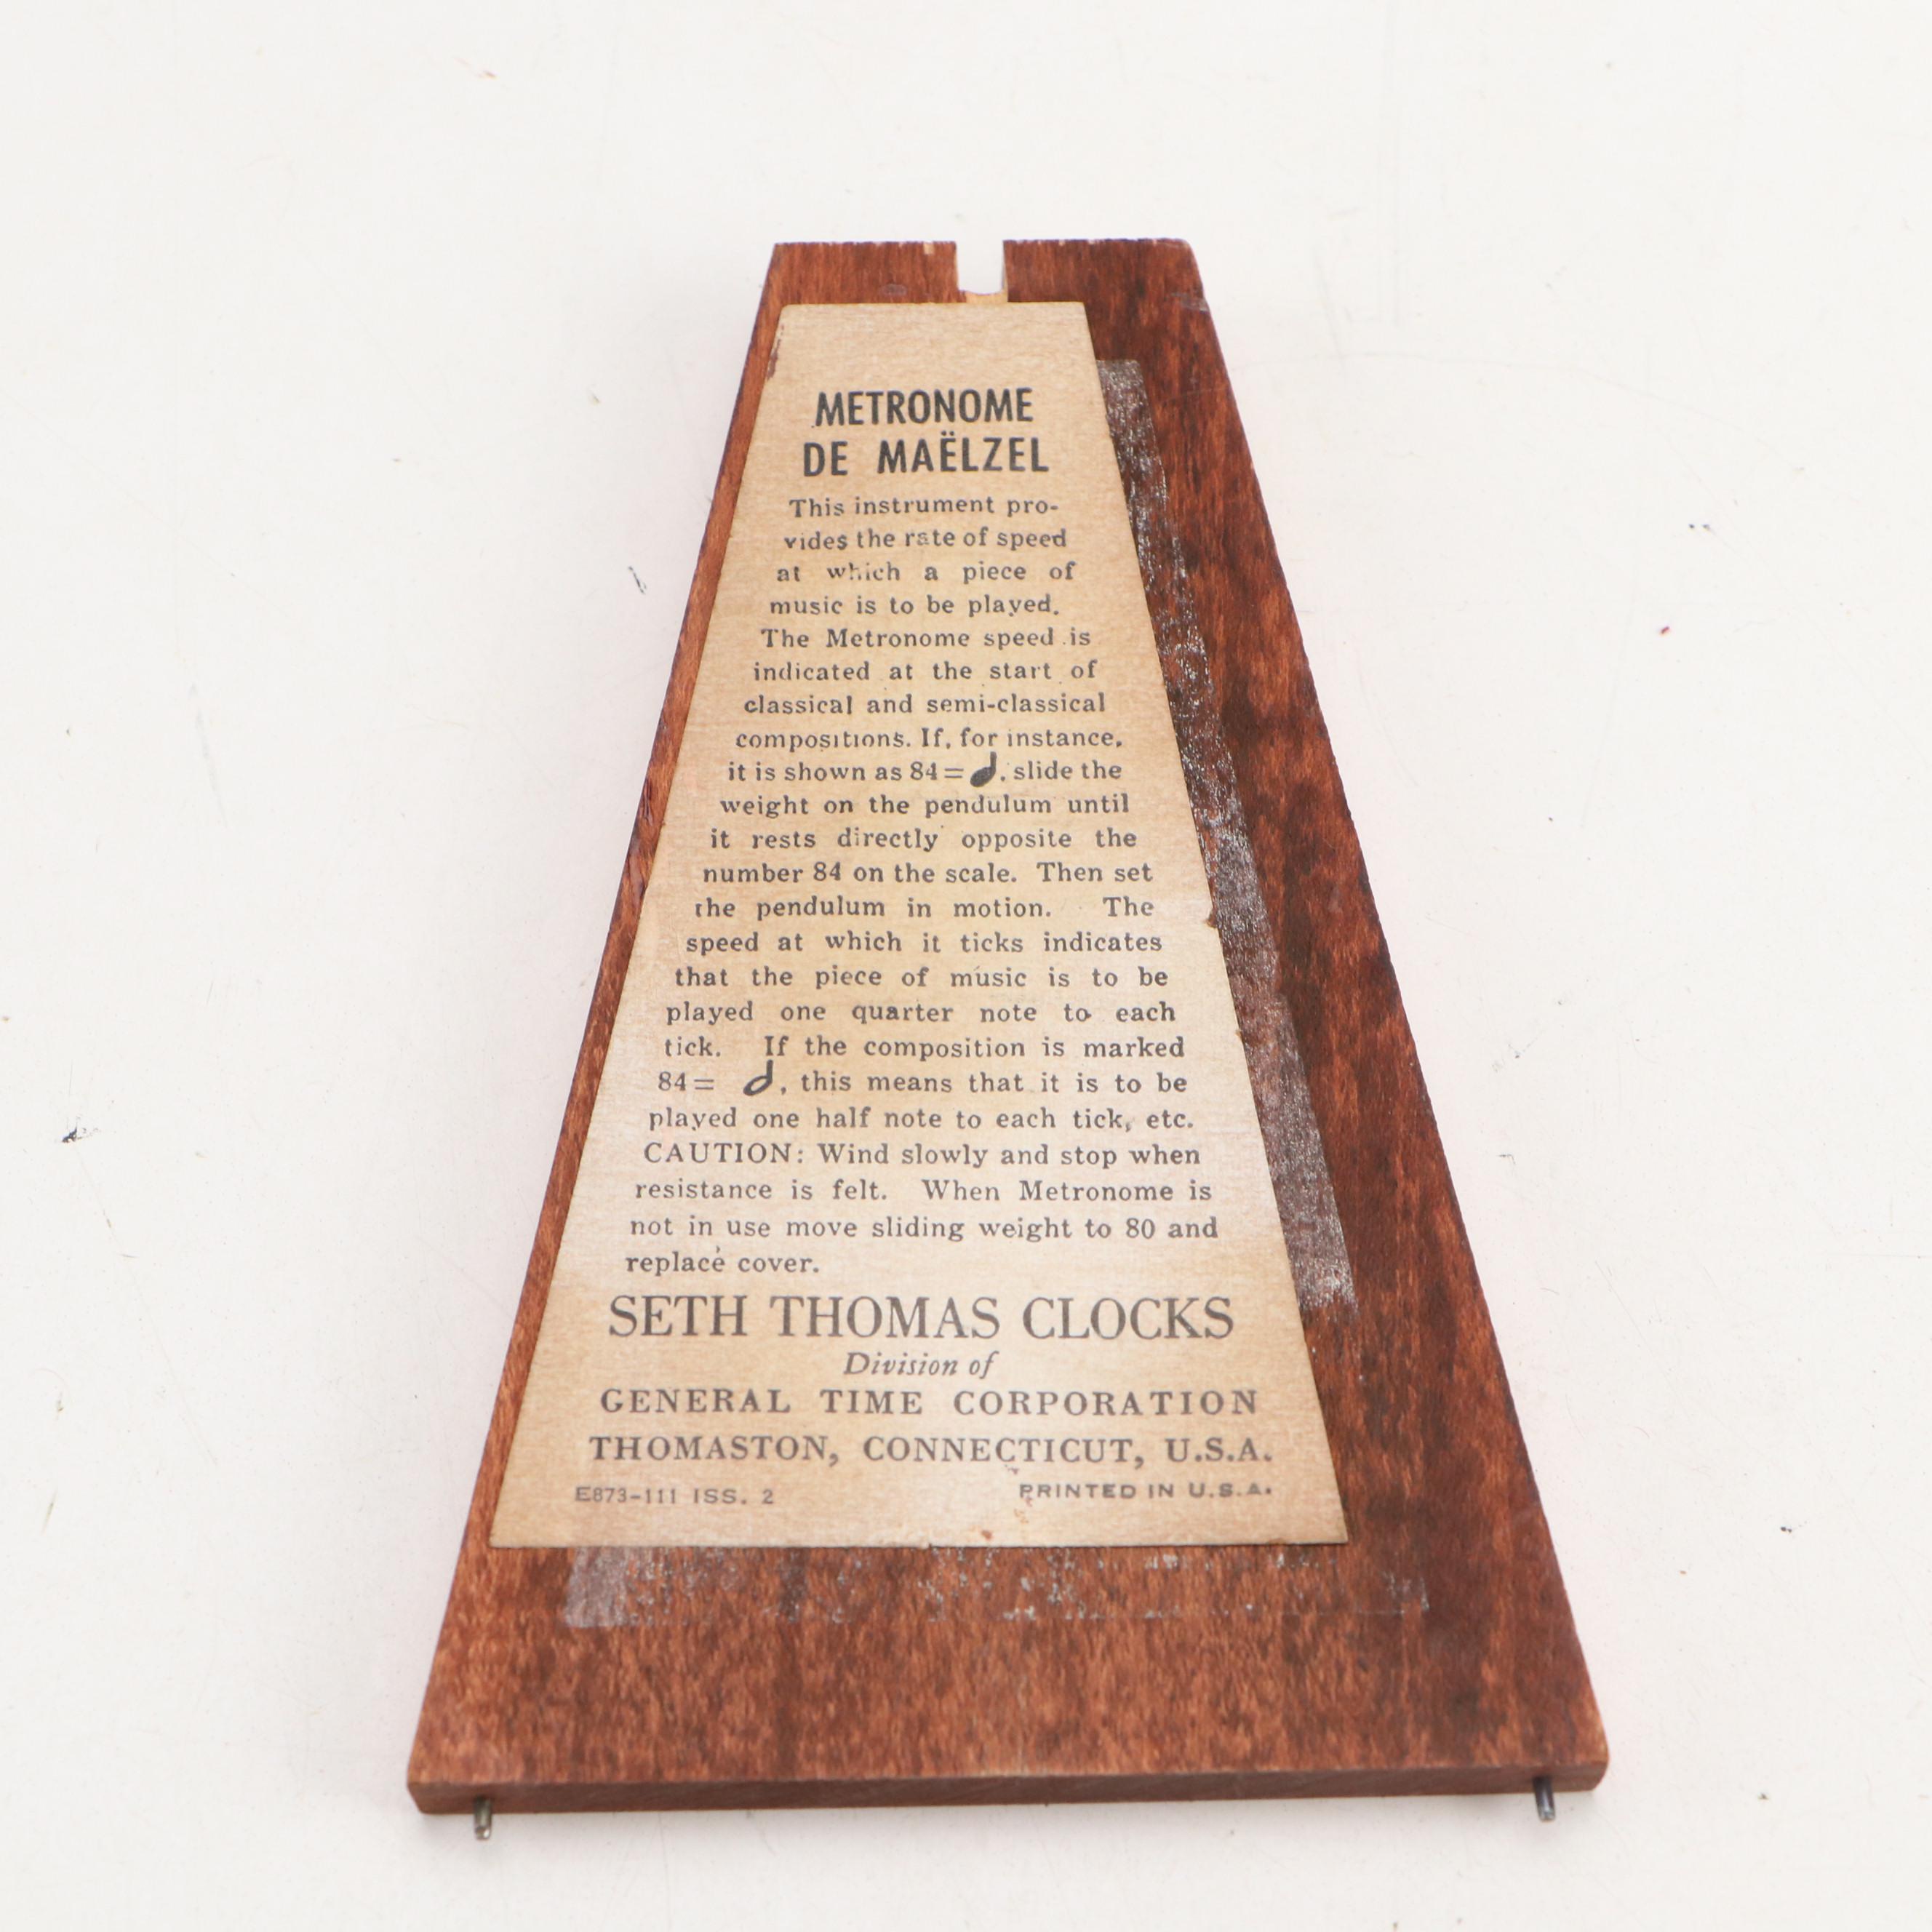 METRONOME
DE MAËLZEL
This instrument pro-
vides the rate of speed
at which a piece of
music is to be played.
The Metronome speed is
indicated at the start of
classical and semi-classical
compositions. If, for instance,
it is shown as 84 = 𝅘𝅥, slide the
weight on the pendulum until
it rests directly opposite the
number 84 on the scale. Then set
the pendulum in motion. The
speed at which it ticks indicates
that the piece of music is to be
played one quarter note to each
tick. If the composition is marked
84 = 𝅗𝅥, this means that it is to be
played one half note to each tick, etc.
CAUTION: Wind slowly and stop when
resistance is felt. When Metronome is
not in use move sliding weight to 80 and
replace cover.
SETH THOMAS CLOCKS
Division of
GENERAL TIME CORPORATION
THOMASTON, CONNECTICUT, U.S.A.
E873-111 ISS. 2 PRINTED IN U.S.A.